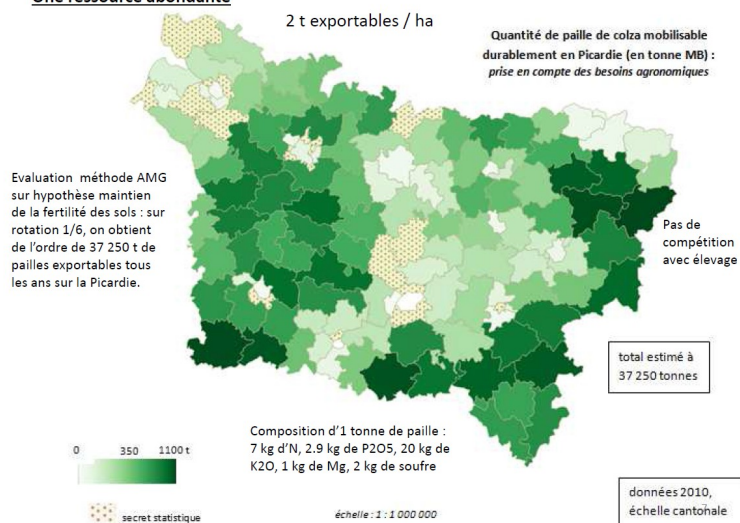 Une ressource abondante
2 t exportables / ha
Quantité de paille de colza mobilisable
durablement en Picardie (en tonne MB) :
prise en compte des besoins agronomiques
Evaluation méthode AMG
sur hypothèse maintien
de la fertilité des sols : sur
rotation 1/6, on obtient
de l'ordre de 37 250 t de
pailles exportables tous
les ans sur la Picardie.
Pas de
compétition
avec élevage
total estimé à
37 250 tonnes
Composition d'1 tonne de paille :
7 kg d'N, 2.9 kg de P2O5, 20 kg de
K2O, 1 kg de Mg, 2 kg de soufre
0 350 1100 t
secret statistique
échelle : 1 : 1 000 000
données 2010,
échelle cantonale